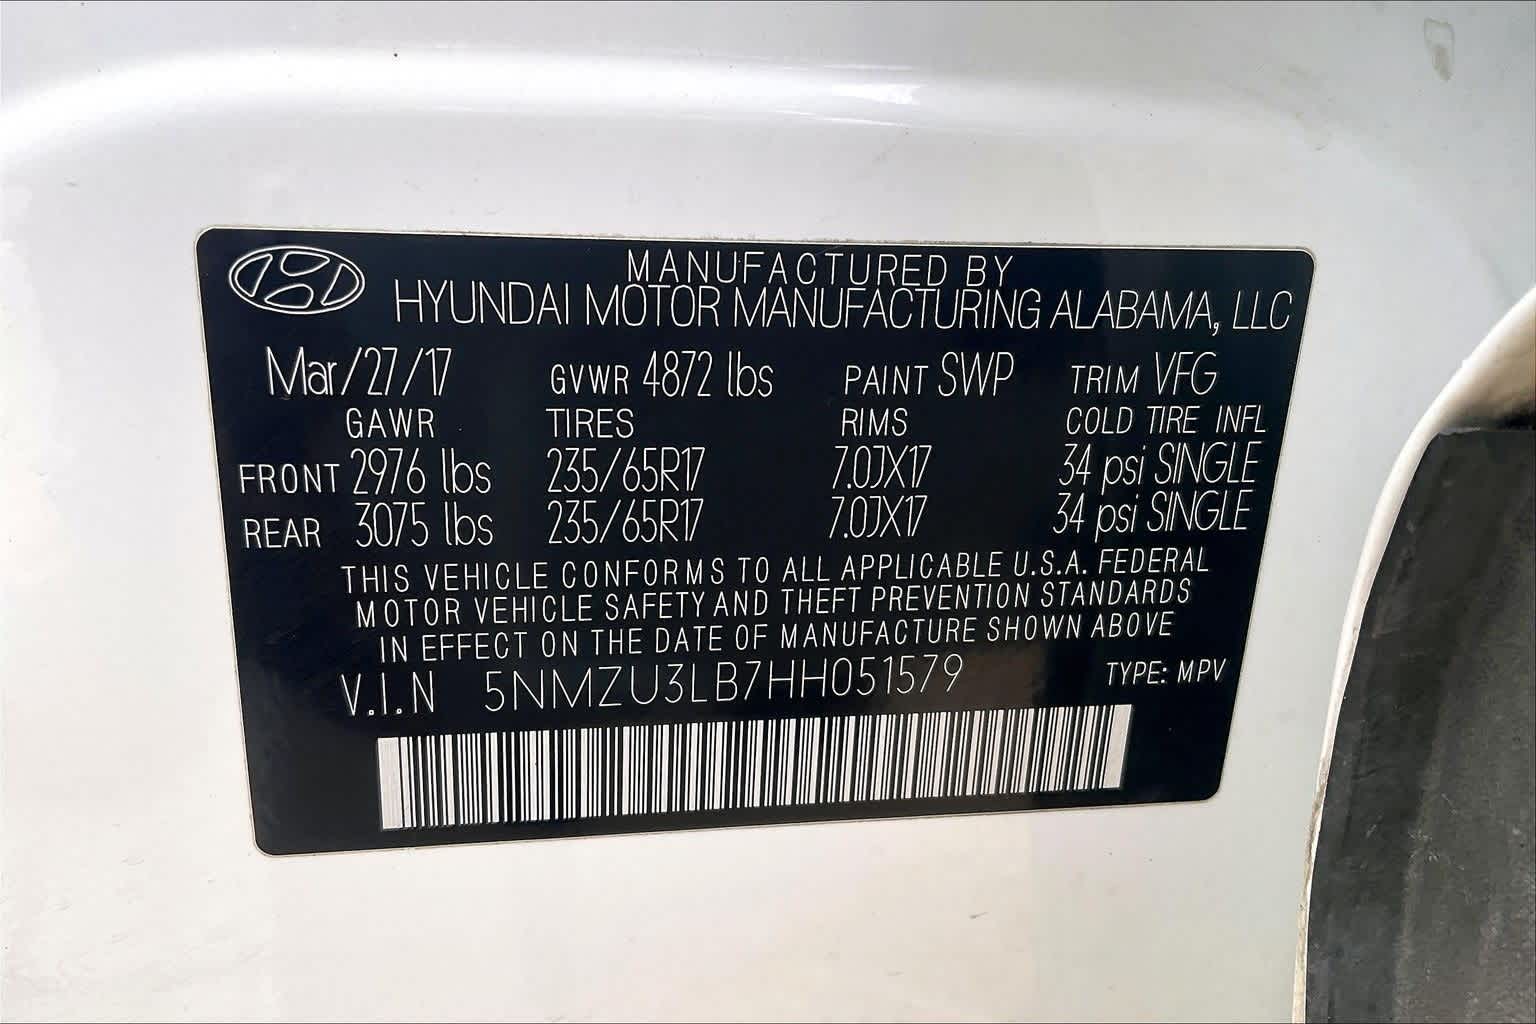 MANUFACTURED BY
HYUNDAI MOTOR MANUFACTURING ALABAMA, LLC
Mar/27/17 GVWR 4872 lbs PAINT SWP TRIM VFG
GAWR TIRES RIMS COLD TIRE INFL
FRONT 2976 lbs 235/65R17 7.0JX17 34 psi SINGLE
REAR 3075 lbs 235/65R17 7.0JX17 34 psi SINGLE
THIS VEHICLE CONFORMS TO ALL APPLICABLE U.S.A. FEDERAL
MOTOR VEHICLE SAFETY AND THEFT PREVENTION STANDARDS
IN EFFECT ON THE DATE OF MANUFACTURE SHOWN ABOVE
V.I.N 5NMZU3LB7HH051579 TYPE: MPV